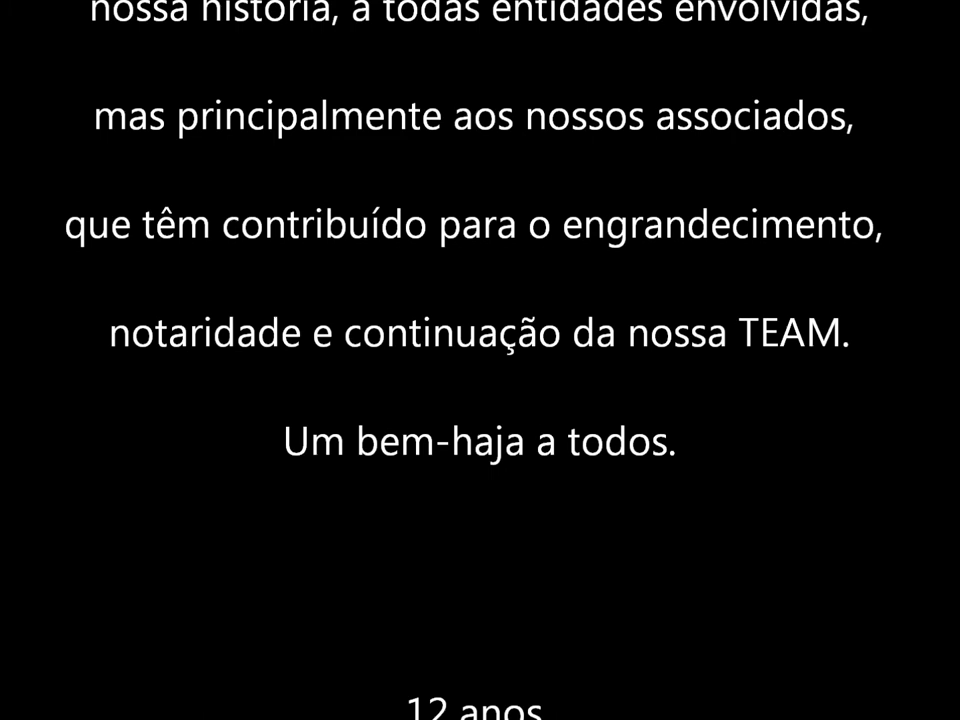 nossa história, a todas entidades envolvidas,
mas principalmente aos nossos associados,
que têm contribuído para o engrandecimento,
notaridade e continuação da nossa TEAM.
Um bem-haja a todos.
12 anos